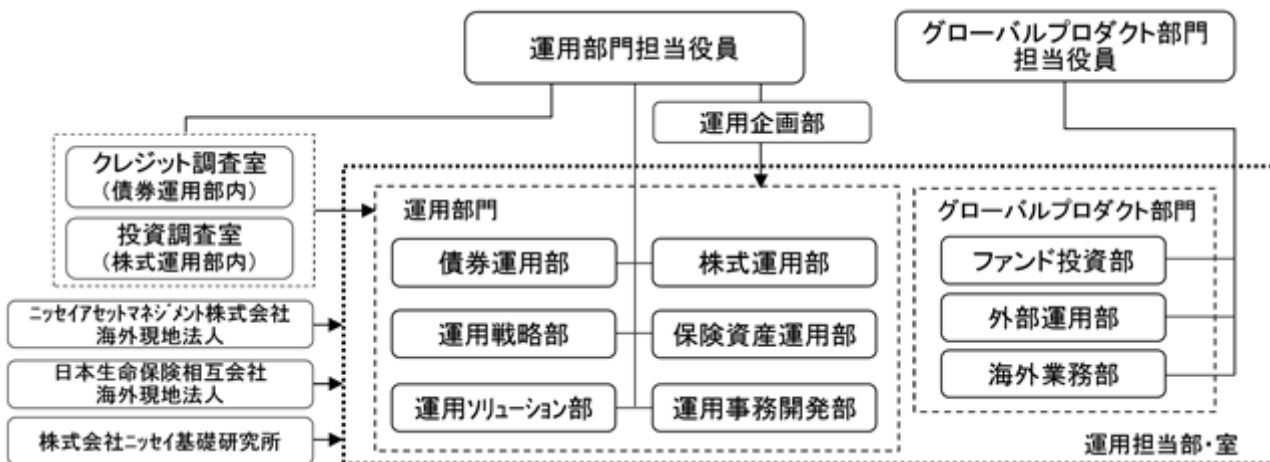 運用部門担当役員
グローバルプロダクト部門
担当役員
運用企画部
クレジット調査室
（債券運用部内）
投資調査室
（株式運用部内）
ニッセイアセットマネジメント株式会社
海外現地法人
日本生命保険相互会社
海外現地法人
株式会社ニッセイ基礎研究所
運用部門
債券運用部
株式運用部
運用戦略部
保険資産運用部
運用ソリューション部
運用事務開発部
グローバルプロダクト部門
ファンド投資部
外部運用部
海外業務部
運用担当部・室